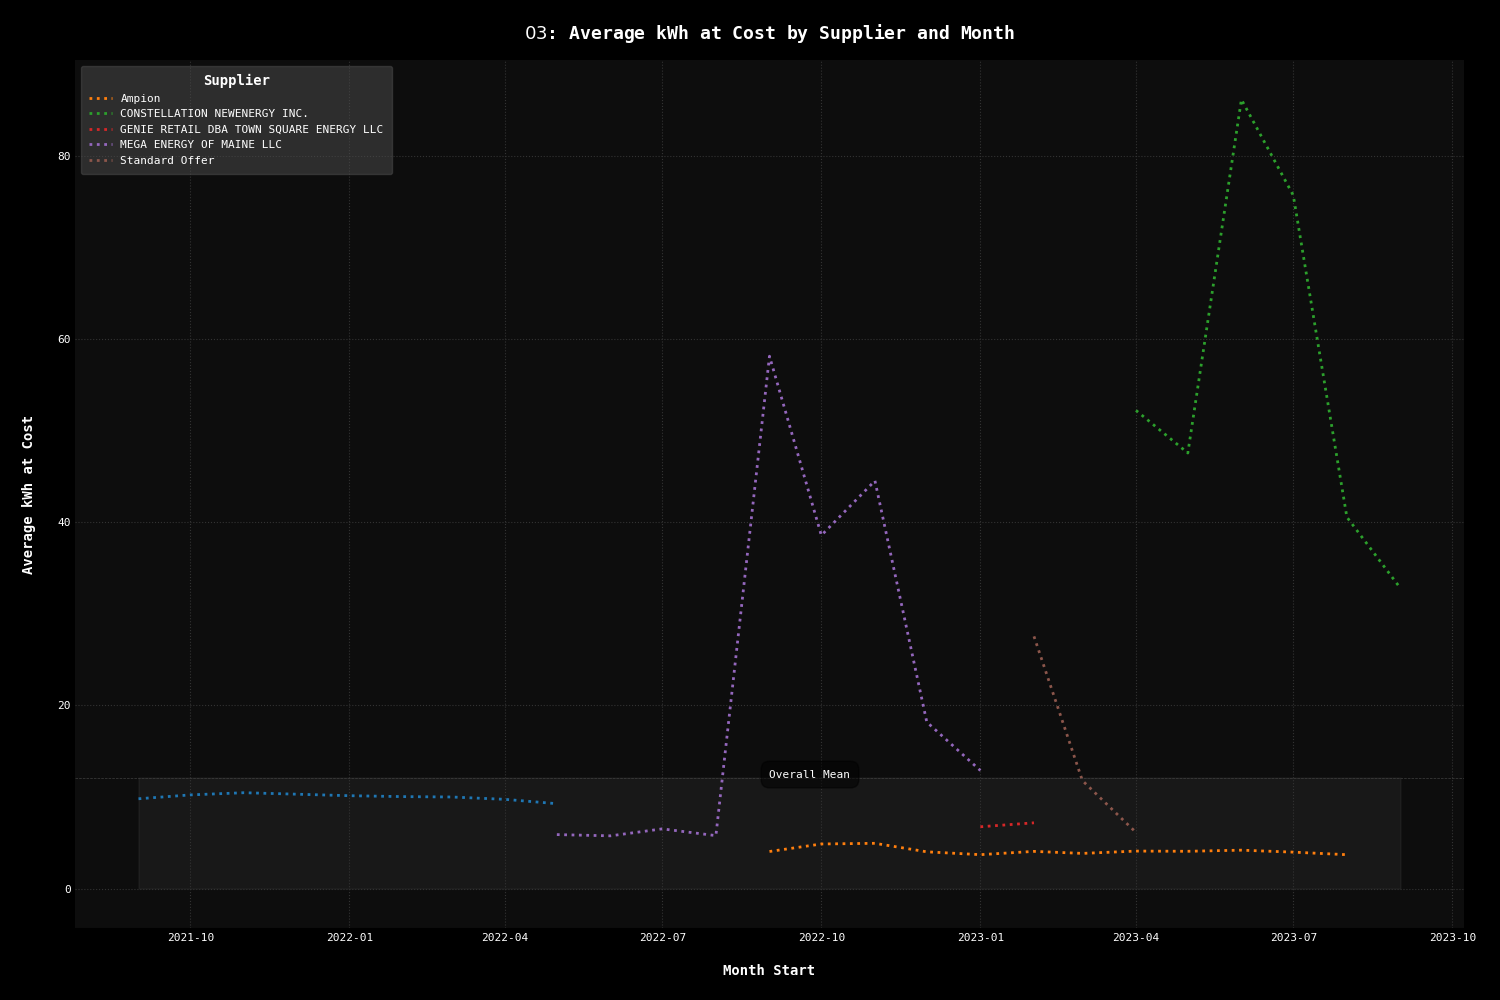 03: Average kWh at Cost by Supplier and Month
Supplier
Ampion
CONSTELLATION NEWENERGY INC.
GENIE RETAIL DBA TOWN SQUARE ENERGY LLC
MEGA ENERGY OF MAINE LLC
Standard Offer
Average kWh at Cost
80
60
40
20
0
Overall Mean
2021-10
2022-01
2022-04
2022-07
2022-10
2023-01
2023-04
2023-07
2023-10
Month Start